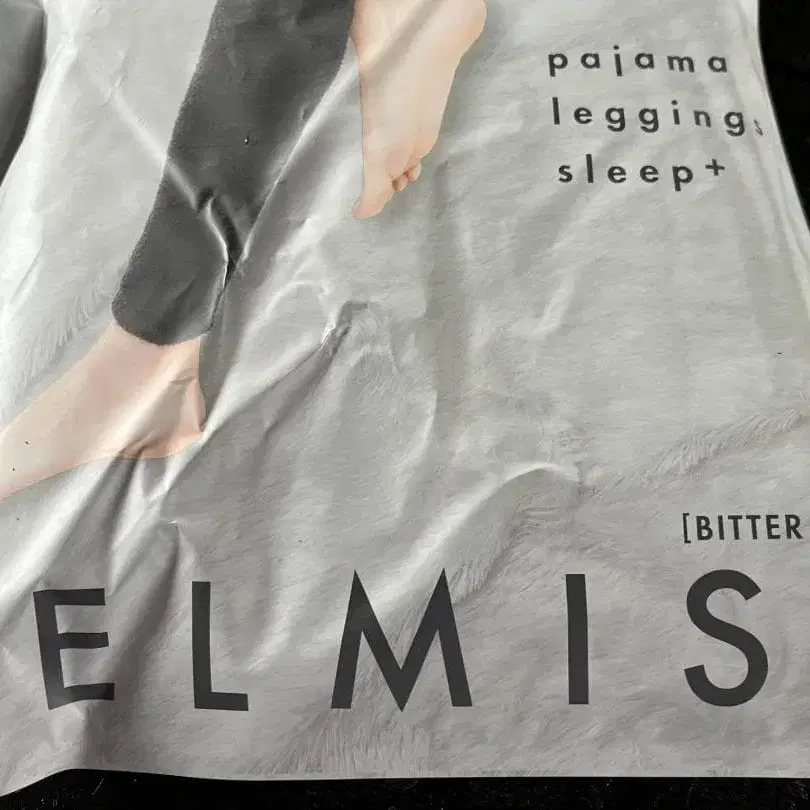 pajama
leggings
sleep+
[BITTER
ELMIS